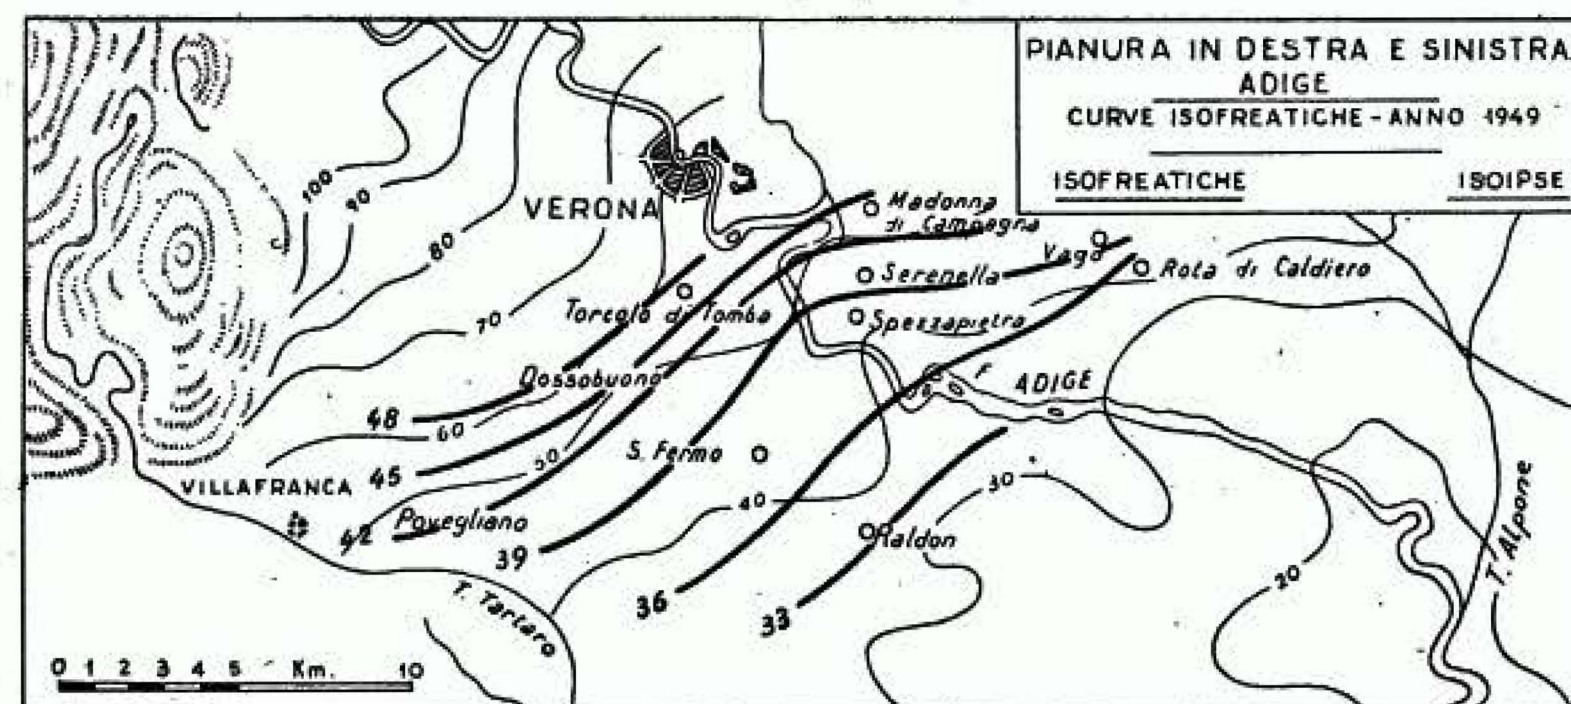 PIANURA IN DESTRA E SINISTRA
ADIGE
CURVE ISOFREATICHE - ANNO 1949
ISOFREATICHE ISOIPSE
100
90
80
70
60
50
40
30
20
VERONA
Madonna
di Campagna
Vago
Serenella
Rota di Caldiero
Torcolo di Tomba
Spezzapietra
Dossobuono
F. ADIGE
48
45
42
39
36
33
S. Fermo
VILLAFRANCA
Povegliano
Raldon
T. Alpone
T. Tartaro
0 1 2 3 4 5 Km. 10